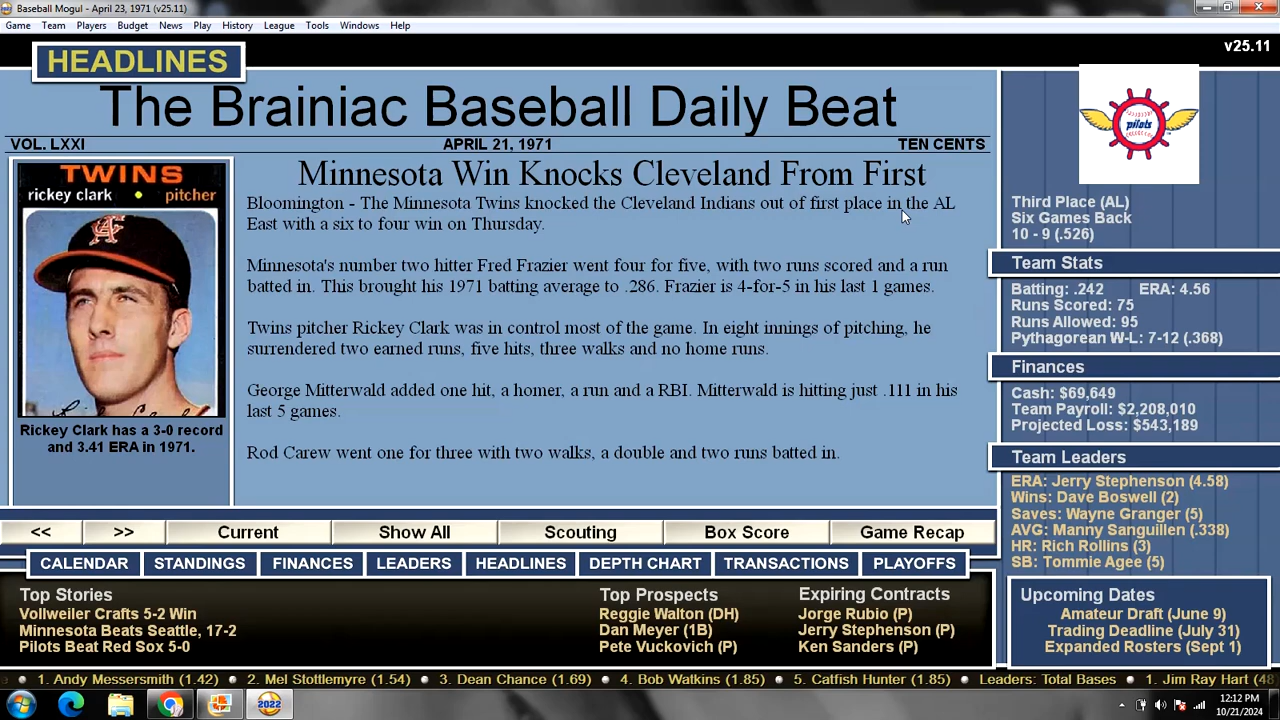 Baseball Mogul - April 23, 1971 (v25.11)
Game Team Players Budget News Play History League Tools Windows Help
HEADLINES
v25.11
The Brainiac Baseball Daily Beat
VOL. LXXI APRIL 21, 1971 TEN CENTS
TWINS
rickey clark • pitcher
Rickey Clark has a 3-0 record
and 3.41 ERA in 1971.
Minnesota Win Knocks Cleveland From First
Bloomington - The Minnesota Twins knocked the Cleveland Indians out of first place in the AL
East with a six to four win on Thursday.
Minnesota's number two hitter Fred Frazier went four for five, with two runs scored and a run
batted in. This brought his 1971 batting average to .286. Frazier is 4-for-5 in his last 1 games.
Twins pitcher Rickey Clark was in control most of the game. In eight innings of pitching, he
surrendered two earned runs, five hits, three walks and no home runs.
George Mitterwald added one hit, a homer, a run and a RBI. Mitterwald is hitting just .111 in his
last 5 games.
Rod Carew went one for three with two walks, a double and two runs batted in.
pilots
Third Place (AL)
Six Games Back
10 - 9 (.526)
Team Stats
Batting: .242 ERA: 4.56
Runs Scored: 75
Runs Allowed: 95
Pythagorean W-L: 7-12 (.368)
Finances
Cash: $69,649
Team Payroll: $2,208,010
Projected Loss: $543,189
Team Leaders
ERA: Jerry Stephenson (4.58)
Wins: Dave Boswell (2)
Saves: Wayne Granger (5)
AVG: Manny Sanguillen (.338)
HR: Rich Rollins (3)
SB: Tommie Agee (5)
<< >> Current Show All Scouting Box Score Game Recap
CALENDAR STANDINGS FINANCES LEADERS HEADLINES DEPTH CHART TRANSACTIONS PLAYOFFS
Top Stories
Vollweiler Crafts 5-2 Win
Minnesota Beats Seattle, 17-2
Pilots Beat Red Sox 5-0
Top Prospects
Reggie Walton (DH)
Dan Meyer (1B)
Pete Vuckovich (P)
Expiring Contracts
Jorge Rubio (P)
Jerry Stephenson (P)
Ken Sanders (P)
Upcoming Dates
Amateur Draft (June 9)
Trading Deadline (July 31)
Expanded Rosters (Sept 1)
• 1. Andy Messersmith (1.42) • 2. Mel Stottlemyre (1.54) • 3. Dean Chance (1.69) • 4. Bob Watkins (1.85) • 5. Catfish Hunter (1.85) • Leaders: Total Bases • 1. Jim Ray Hart (48
2022
12:12 PM
10/21/2024